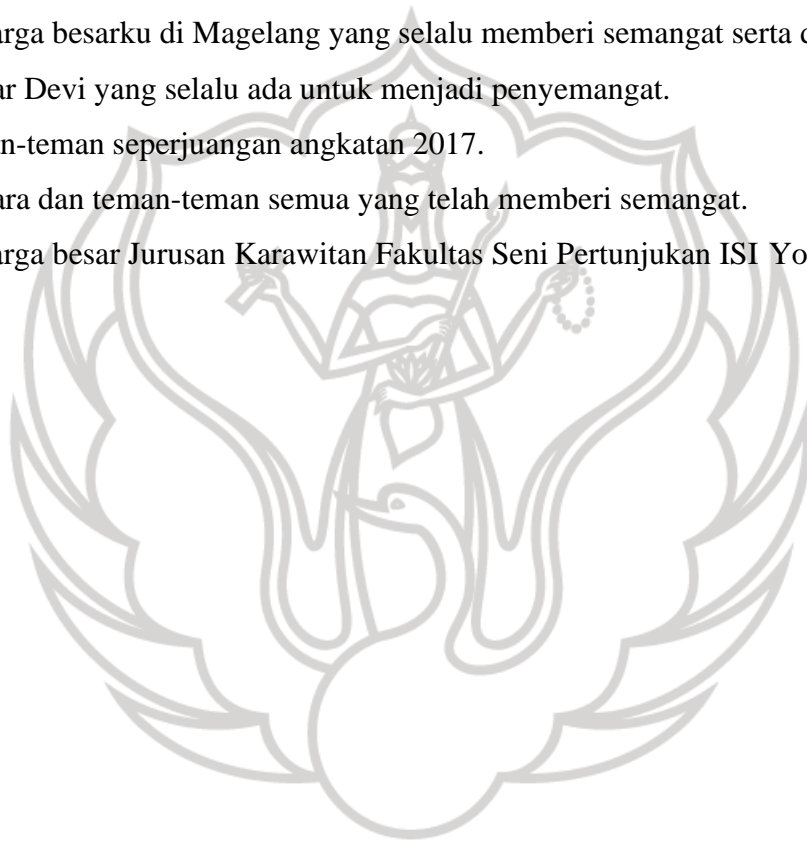 arga besarku di Magelang yang selalu memberi semangat serta d
ar Devi yang selalu ada untuk menjadi penyemangat.
n-teman seperjuangan angkatan 2017.
ara dan teman-teman semua yang telah memberi semangat.
arga besar Jurusan Karawitan Fakultas Seni Pertunjukan ISI Yo